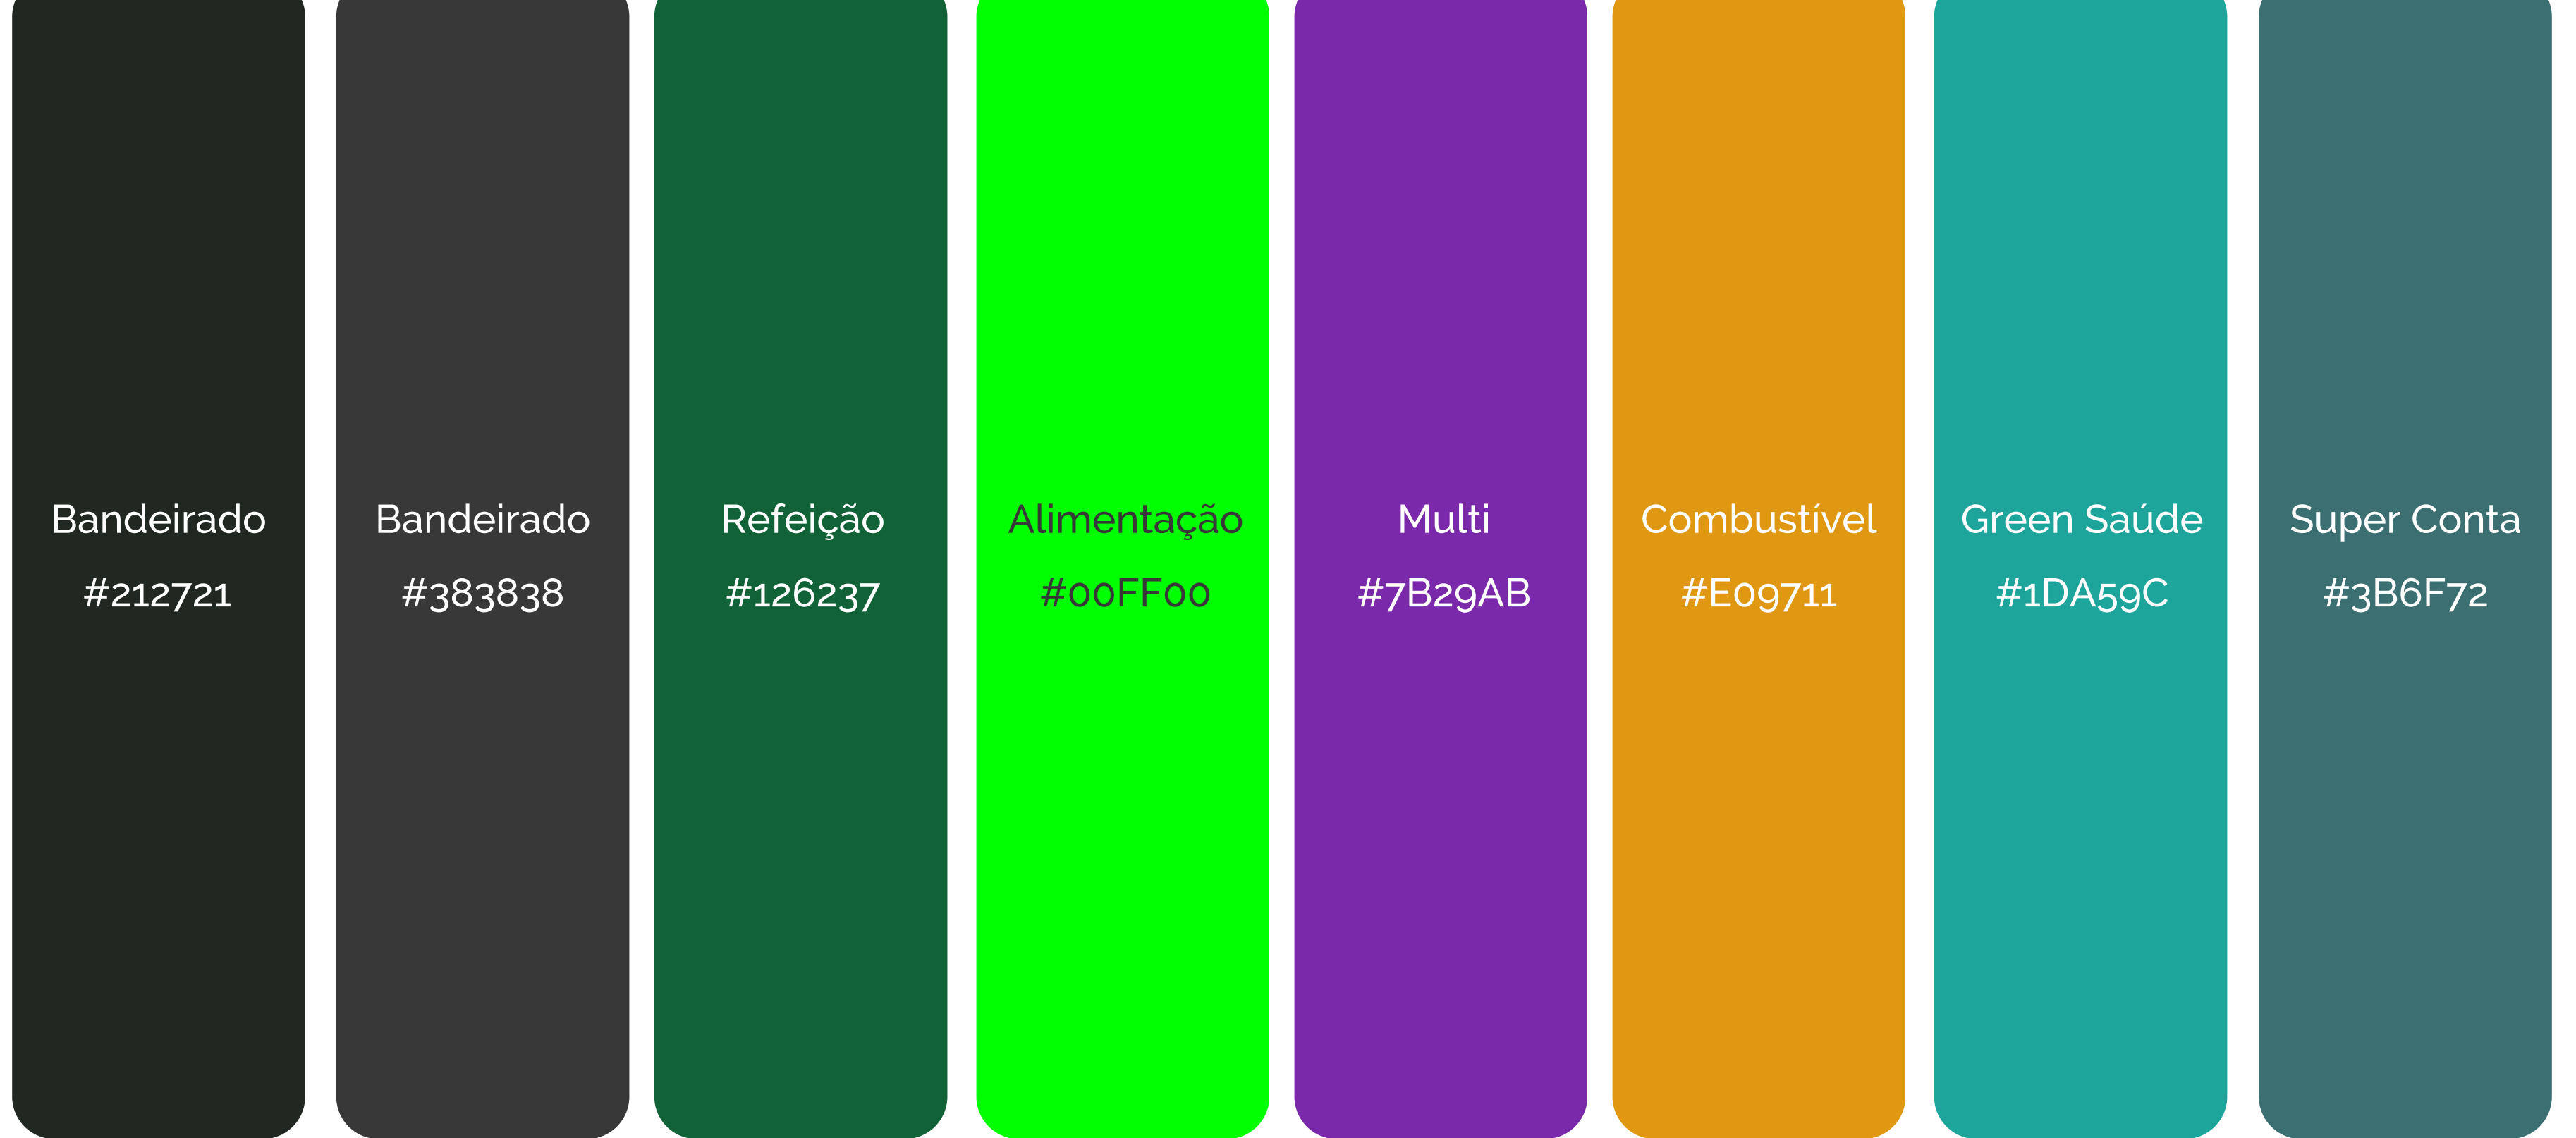 Bandeirado
#212721
Bandeirado
#383838
Refeição
#126237
Alimentação
#00FF00
Multi
#7B29AB
Combustível
#E09711
Green Saúde
#1DA59C
Super Conta
#3B6F72